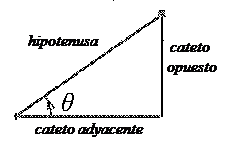 hipotenusa
cateto
opuesto
θ
cateto adyacente